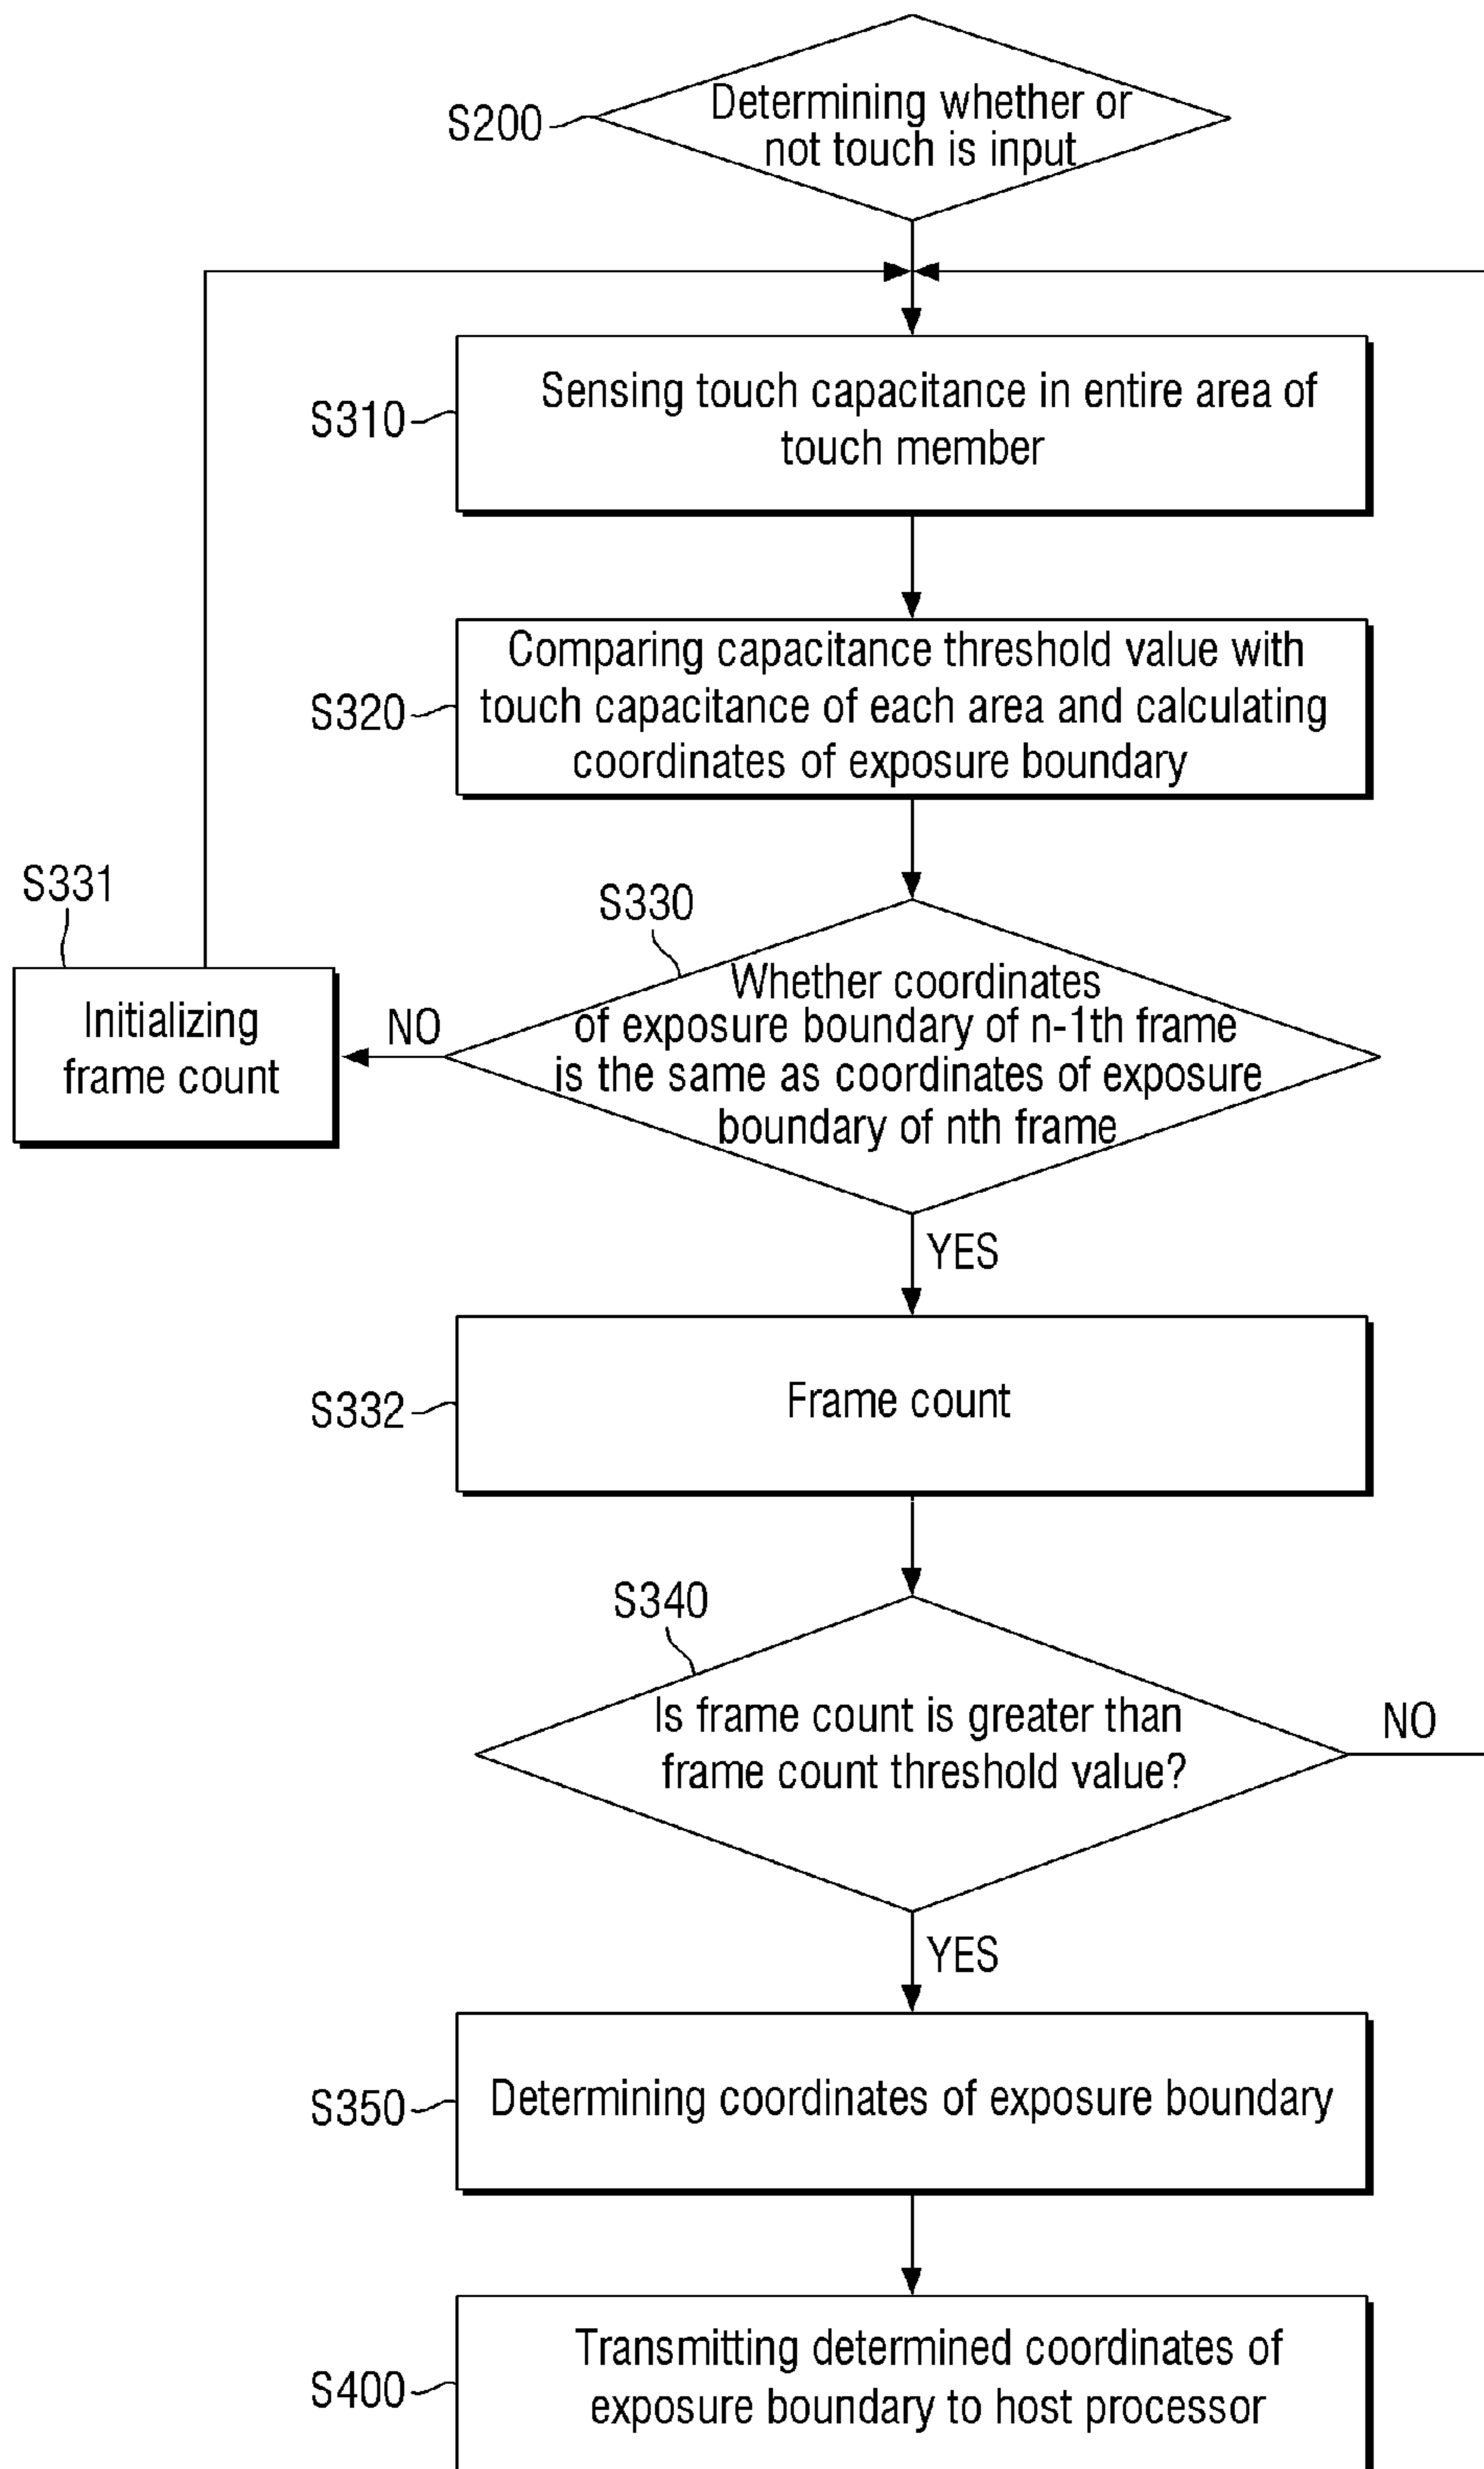 S200
Determining whether or
not touch is input
S310
Sensing touch capacitance in entire area of
touch member
S320
Comparing capacitance threshold value with
touch capacitance of each area and calculating
coordinates of exposure boundary
S331
Initializing
frame count
NO
S330
Whether coordinates
of exposure boundary of n-1th frame
is the same as coordinates of exposure
boundary of nth frame
YES
S332
Frame count
S340
Is frame count is greater than
frame count threshold value?
NO
YES
S350
Determining coordinates of exposure boundary
S400
Transmitting determined coordinates of
exposure boundary to host processor